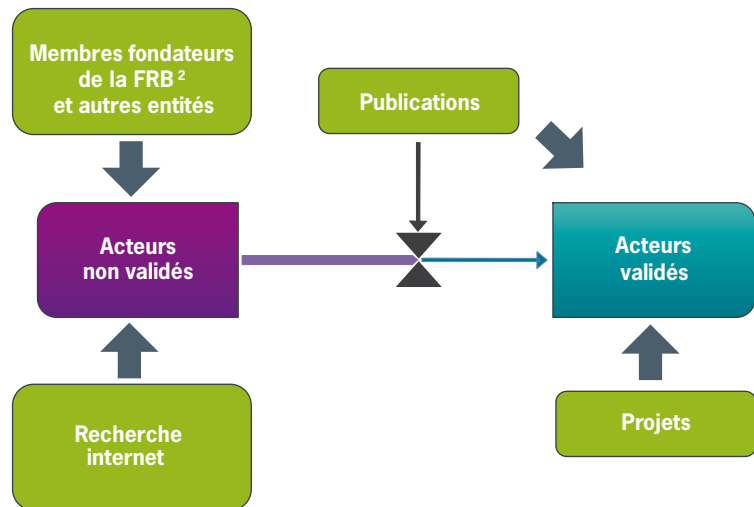 Membres fondateurs
de la FRB ²
et autres entités
Publications
Acteurs
non validés
Acteurs
validés
Recherche
internet
Projets